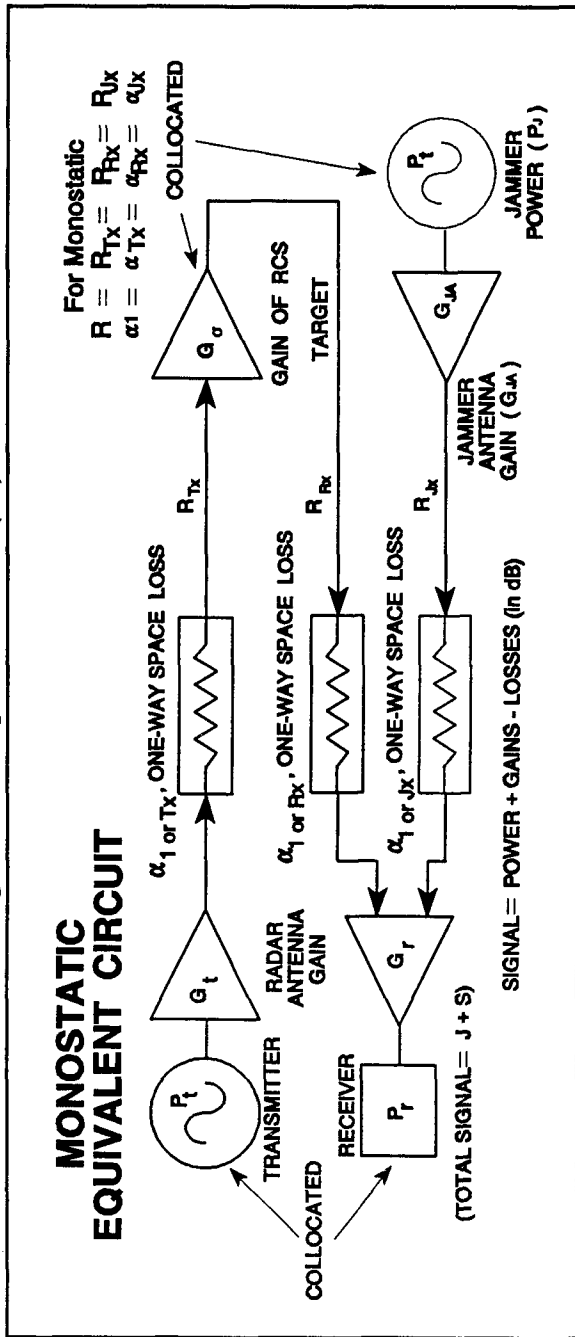 MONOSTATIC
EQUIVALENT CIRCUIT
For Monostatic
R = R_Tx = R_Rx = R_Jx
α1 = α_Tx = α_Rx = α_Jx
COLLOCATED
P_t
TRANSMITTER
G_t
RADAR
ANTENNA
GAIN
α_1 or Tx, ONE-WAY SPACE LOSS
R_Tx
G_σ
GAIN OF RCS
TARGET
COLLOCATED
RECEIVER
P_r
(TOTAL SIGNAL= J + S)
G_r
α_1 or Rx, ONE-WAY SPACE LOSS
R_Rx
α_1 or Jx, ONE-WAY SPACE LOSS
R_Jx
G_JA
JAMMER
ANTENNA
GAIN (G_JA)
P_t
JAMMER
POWER (P_J)
SIGNAL= POWER + GAINS - LOSSES (in dB)